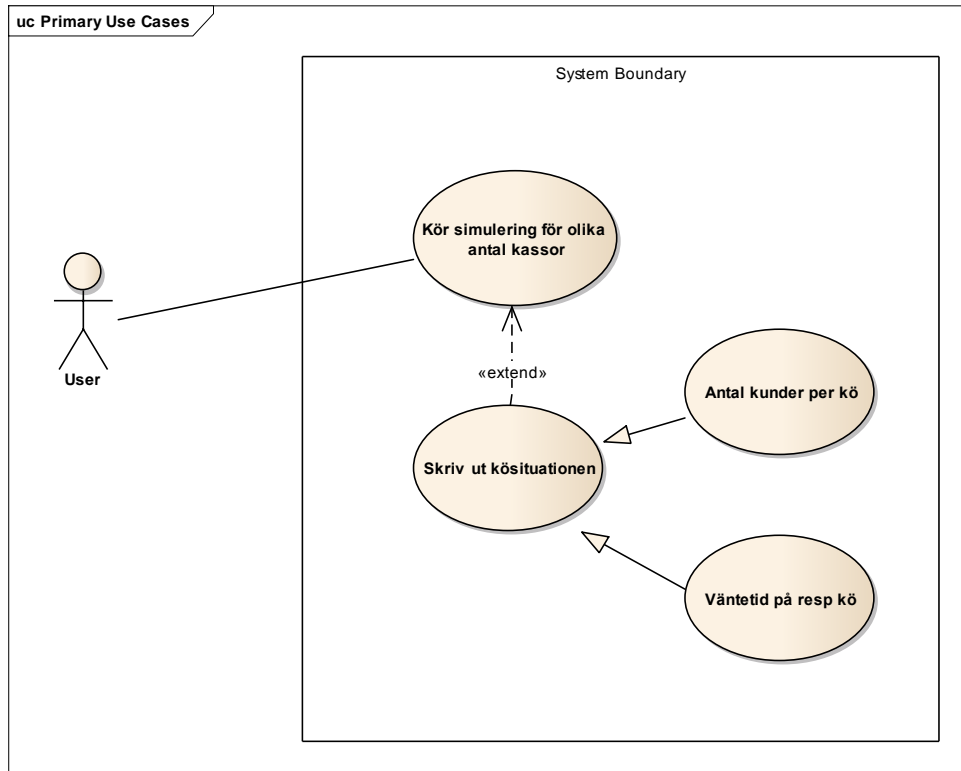 uc Primary Use Cases
System Boundary
Kör simulering för olika
antal kassor
User
«extend»
Antal kunder per kö
Skriv ut kösituationen
Väntetid på resp kö